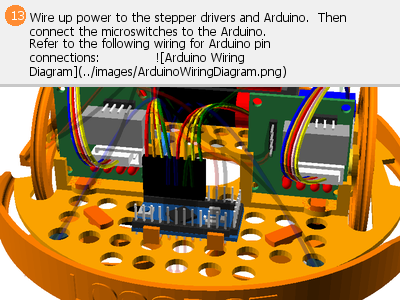 13 Wire up power to the stepper drivers and Arduino.  Then
connect the microswitches to the Arduino.
Refer to the following wiring for Arduino pin
connections:                ![Arduino Wiring
Diagram](../images/ArduinoWiringDiagram.png)